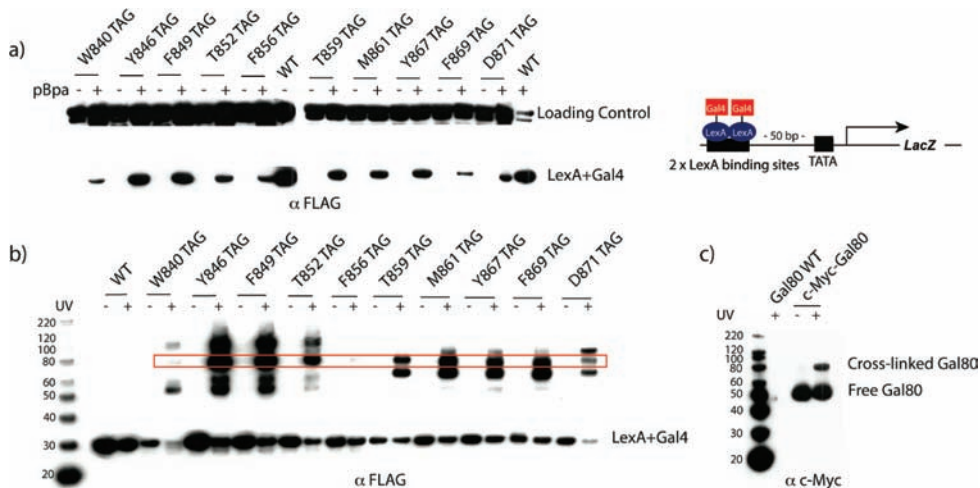 a)
W840 TAG
Y846 TAG
F849 TAG
T852 TAG
F856 TAG
WT
T859 TAG
M861 TAG
Y867 TAG
F869 TAG
D871 TAG
WT
pBpa - + - + - + - + - + - + - + - + - + - + +
Loading Control
LexA+Gal4
α FLAG
Gal4 Gal4
LexA LexA
- 50 bp -
LacZ
2 x LexA binding sites
TATA
b)
WT
W840 TAG
Y846 TAG
F849 TAG
T852 TAG
F856 TAG
T859 TAG
M861 TAG
Y867 TAG
F869 TAG
D871 TAG
UV - + - + - + - + - + - + - + - + - + - + - +
220
120
100
80
60
50
40
30
20
LexA+Gal4
α FLAG
c)
Gal80 WT
c-Myc-Gal80
UV + - +
220
120
100
80
60
50
40
30
20
Cross-linked Gal80
Free Gal80
α c-Myc